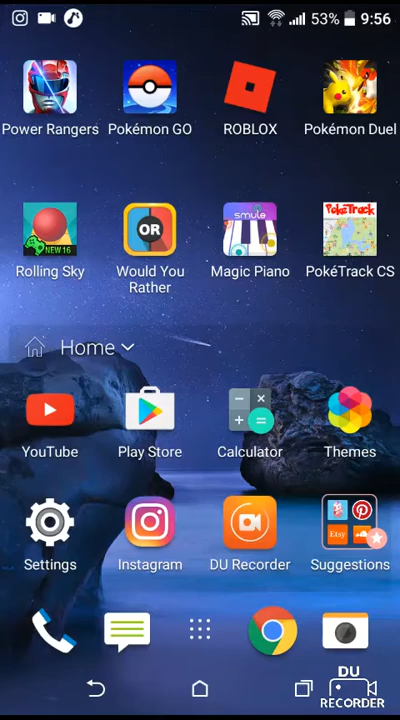 53% 9:56
Power Rangers Pokémon GO ROBLOX Pokémon Duel
NEW 16
OR
smule
PokéTrack
Rolling Sky Would You Rather Magic Piano PokéTrack CS
Home
YouTube Play Store Calculator Themes
Etsy
Settings Instagram DU Recorder Suggestions
DU
RECORDER